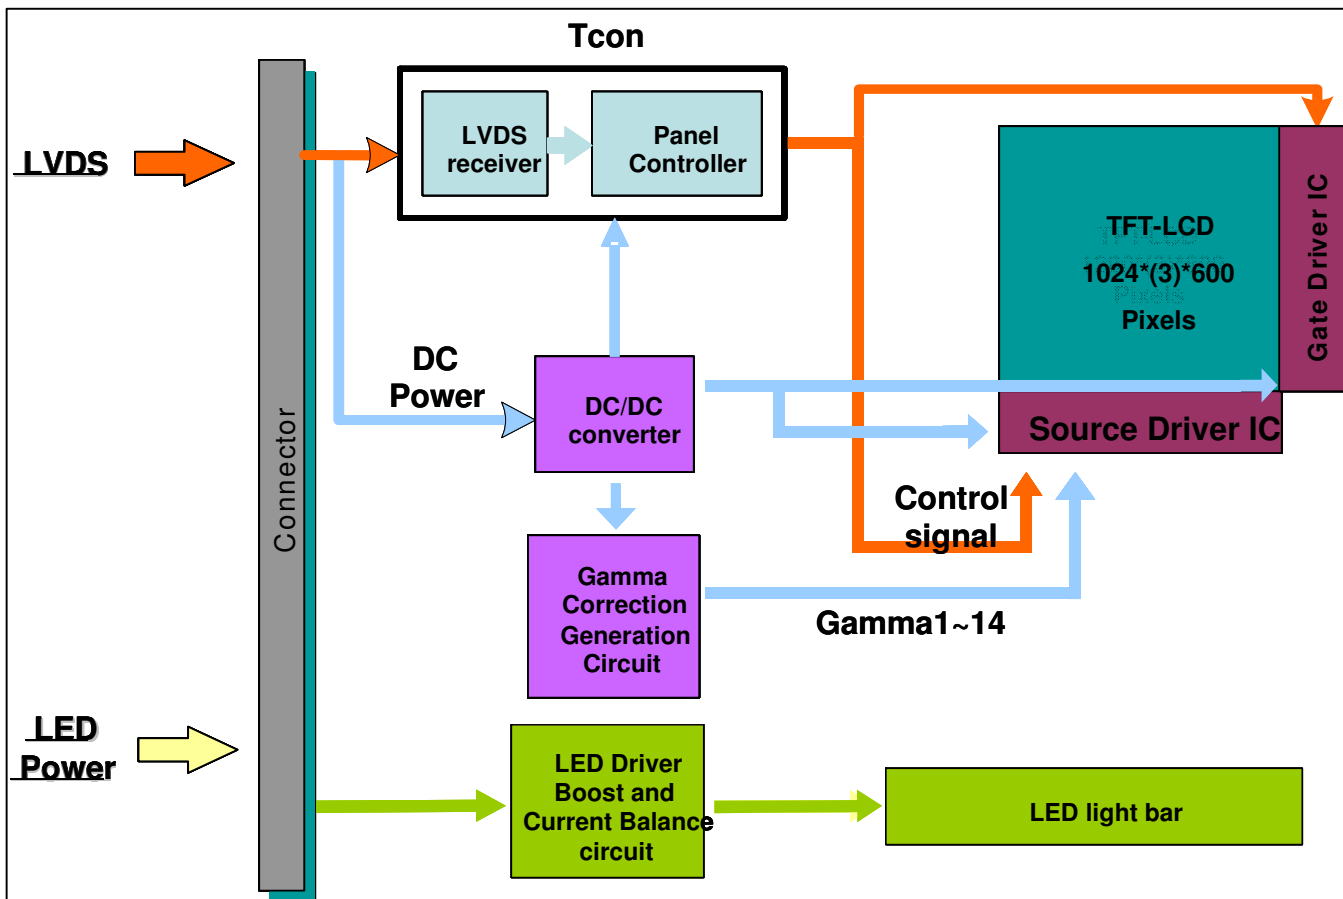 Tcon
LVDS
LVDS
receiver
Panel
Controller
TFT-LCD
1024*(3)*600
Pixels
Gate Driver IC
DC
Power
DC/DC
converter
Source Driver IC
Connector
Control
signal
Gamma
Correction
Generation
Circuit
Gamma1~14
LED
Power
LED Driver
Boost and
Current Balance
circuit
LED light bar